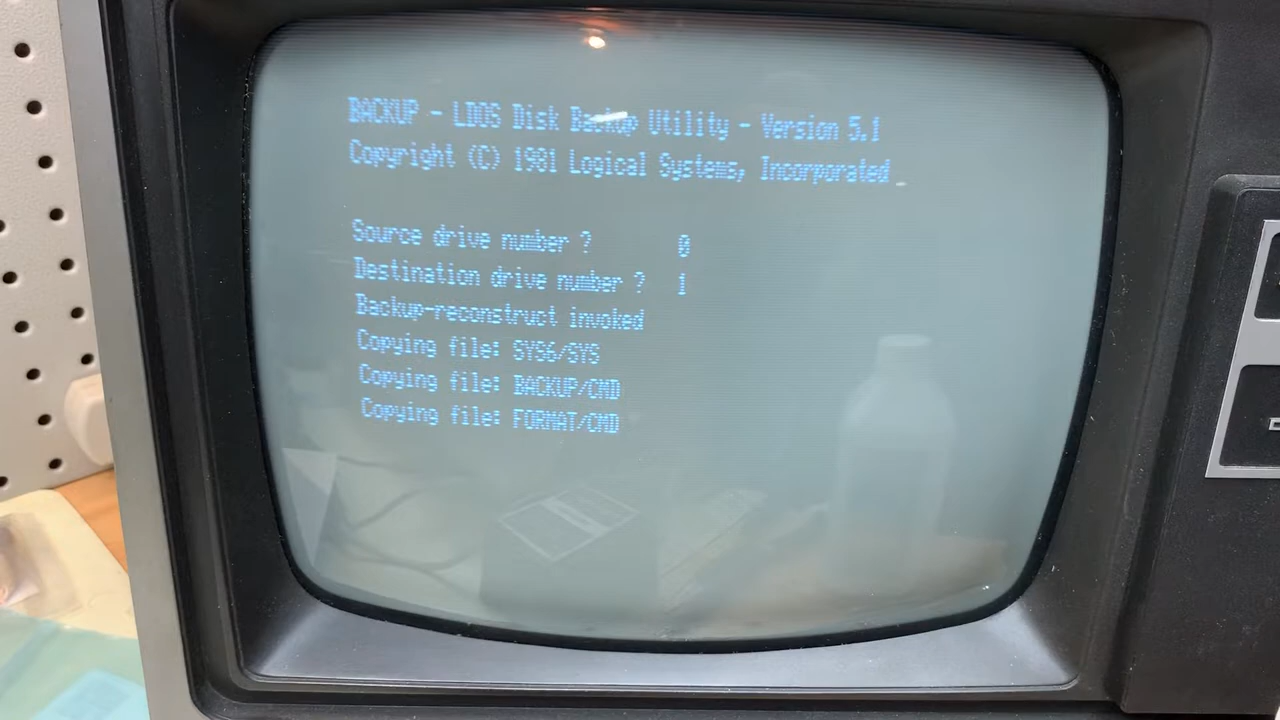 BACKUP - LDOS Disk Backup Utility - Version 5.1
Copyright (C) 1981 Logical Systems, Incorporated
Source drive number ? 0
Destination drive number ? 1
Backup-reconstruct invoked
Copying file: SYS6/SYS
Copying file: BACKUP/CMD
Copying file: FORMAT/CMD